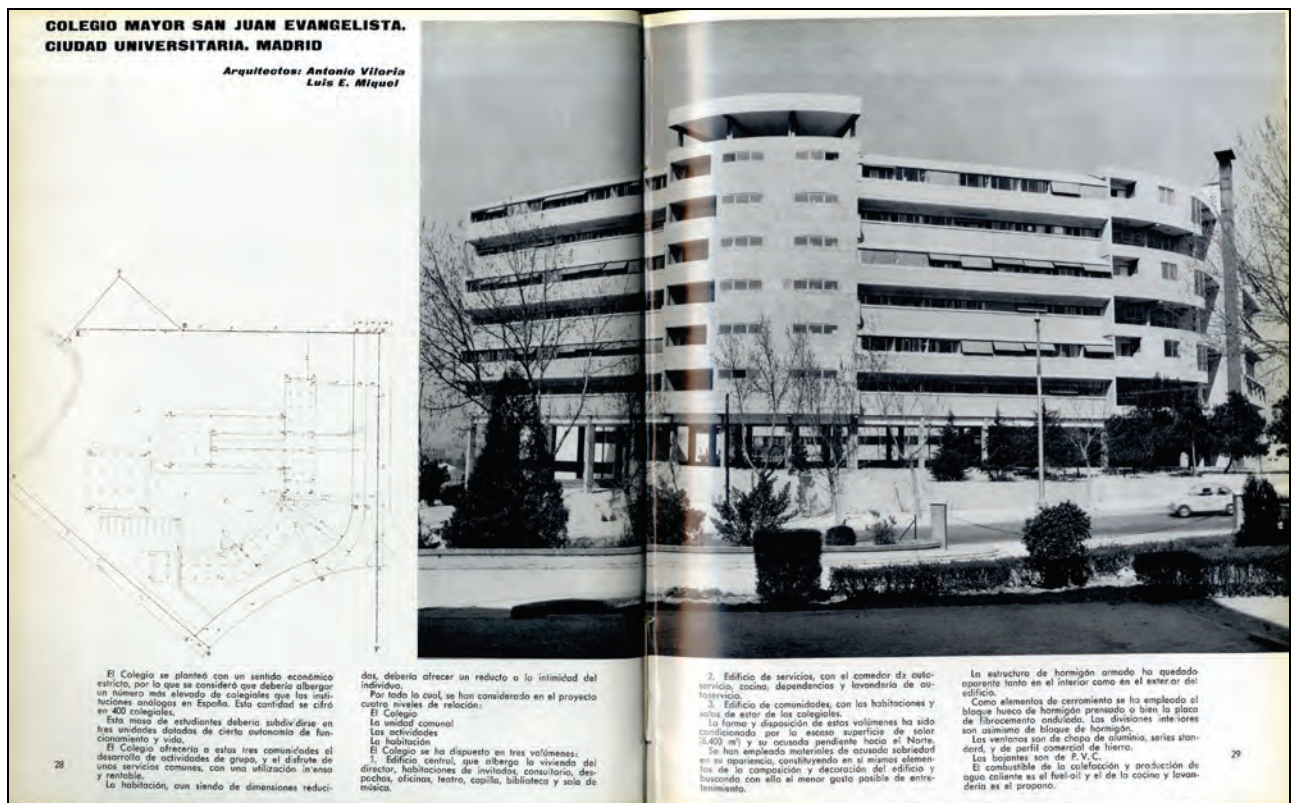 COLEGIO MAYOR SAN JUAN EVANGELISTA.
CIUDAD UNIVERSITARIA. MADRID
Arquitectos: Antonio Viloria
Luis E. Miquel
El Colegio se planteó con un sentido económico
estricto, por lo que se consideró que debería albergar
un número más elevado de colegiales que las insti-
tuciones análogas en España. Esta cantidad se cifró
en 400 colegiales.
Esta masa de estudiantes debería subdividirse en
tres unidades dotadas de cierta autonomía de fun-
cionamiento y vida.
El Colegio ofrecería a estas tres comunidades el
desarrollo de actividades de grupo, y el disfrute de
unos servicios comunes, con una utilización intensa
y rentable.
La habitación, aun siendo de dimensiones reduci-
28
das, debería ofrecer un reducto a la intimidad del
individuo.
Por todo lo cual, se han considerado en el proyecto
cuatro niveles de relación:
El Colegio
La unidad comunal
Las actividades
La habitación
El Colegio se ha dispuesto en tres volúmenes:
1. Edificio central, que alberga la vivienda del
director, habitaciones de invitados, consultorio, des-
pachos, oficinas, teatro, capilla, biblioteca y sala de
música.
2. Edificio de servicios, con el comedor de auto-
servicio, cocina, dependencias y lavandería de au-
toservicio.
3. Edificio de comunidades, con las habitaciones y
salas de estar de los colegiales.
La forma y disposición de estos volúmenes ha sido
condicionada por la escasa superficie de solar
(6.400 m²) y su acusada pendiente hacia el Norte.
Se han empleado materiales de acusada sobriedad
en su apariencia, constituyendo en sí mismos elemen-
tos de la composición y decoración del edificio y
buscando con ello el menor gasto posible de entre-
tenimiento.
La estructura de hormigón armado ha quedado
aparente tanto en el interior como en el exterior del
edificio.
Como elementos de cerramiento se ha empleado el
bloque hueco de hormigón prensado o bien la placa
de fibrocemento ondulada. Las divisiones interiores
son asimismo de bloque de hormigón.
Las ventanas son de chapa de aluminio, series stan-
derd, y de perfil comercial de hierro.
Las bajantes son de P. V. C.
El combustible de la calefacción y producción de
agua caliente es el fuel-oil y el de la cocina y lavan-
dería es el propano.
29